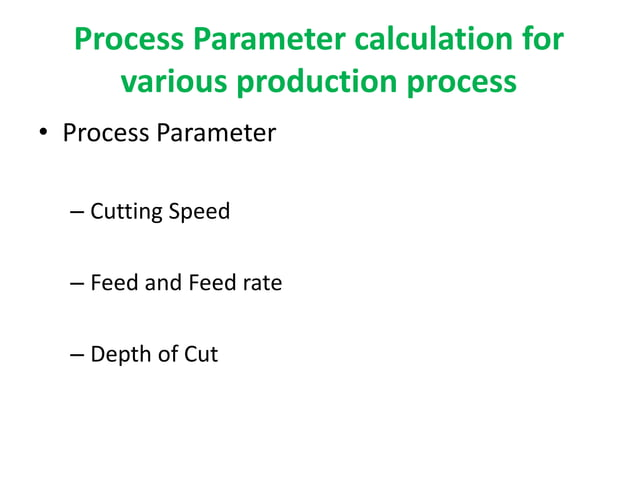 Process Parameter calculation for
various production process
• Process Parameter
– Cutting Speed
– Feed and Feed rate
– Depth of Cut